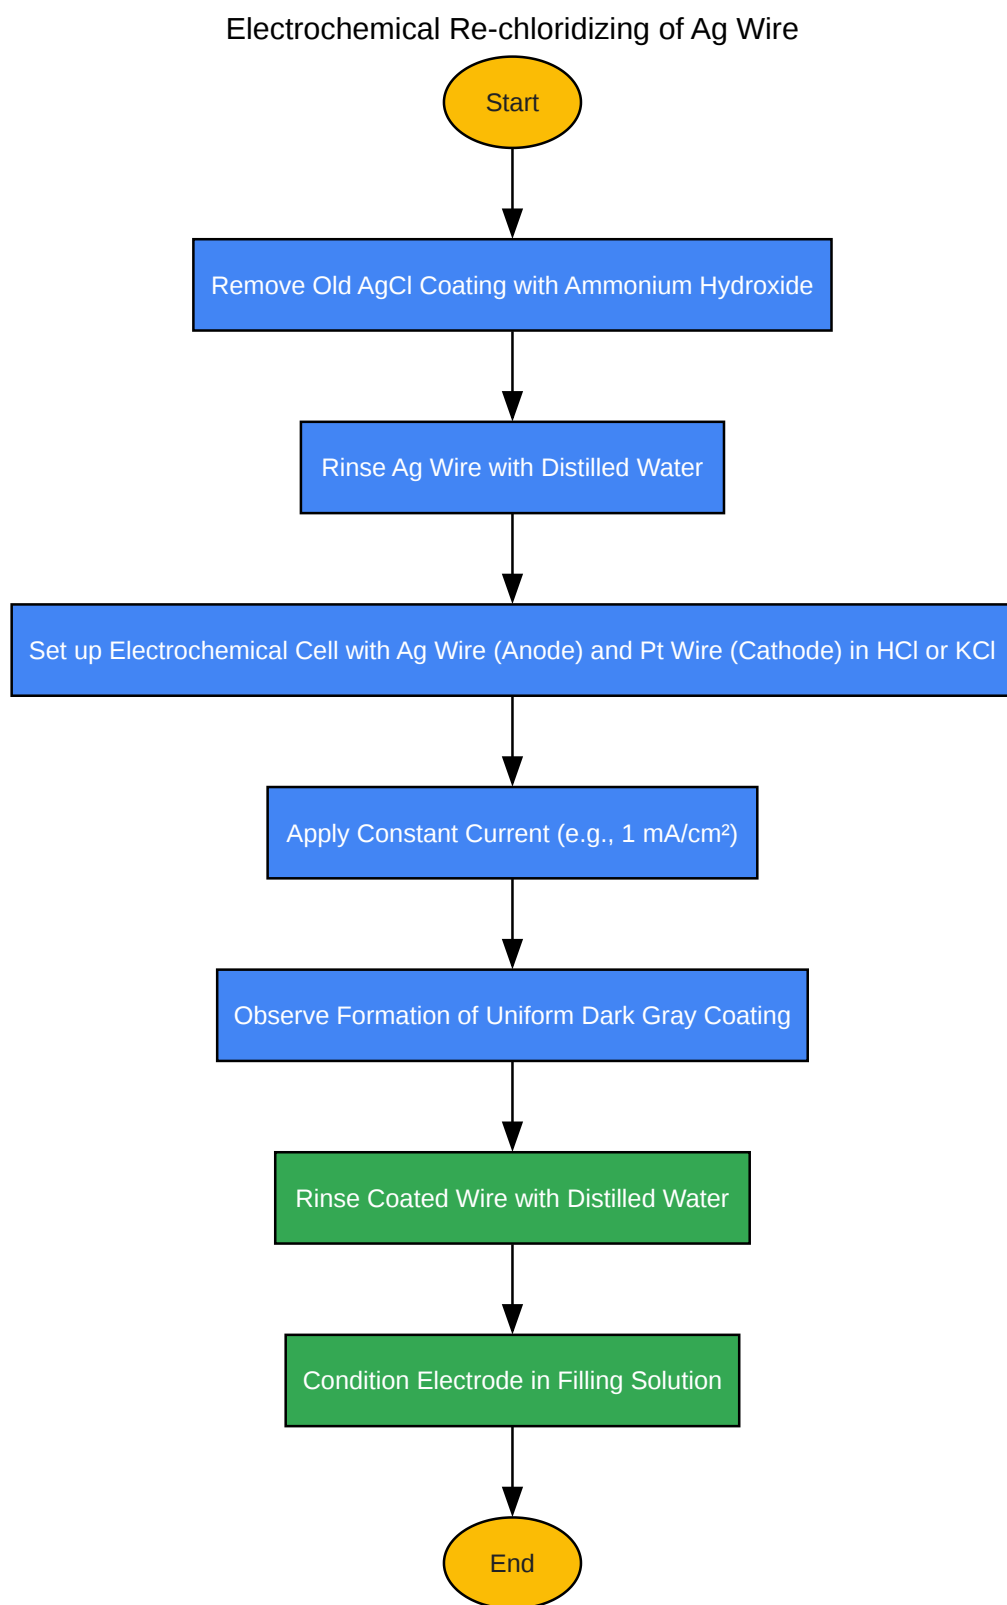 Electrochemical Re-chloridizing of Ag Wire
Start
Remove Old AgCl Coating with Ammonium Hydroxide
Rinse Ag Wire with Distilled Water
Set up Electrochemical Cell with Ag Wire (Anode) and Pt Wire (Cathode) in HCl or KCl
Apply Constant Current (e.g., 1 mA/cm²)
Observe Formation of Uniform Dark Gray Coating
Rinse Coated Wire with Distilled Water
Condition Electrode in Filling Solution
End